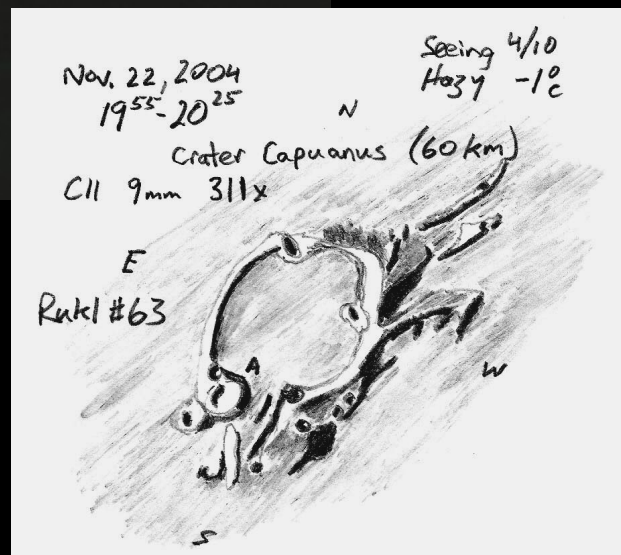 Nov. 22, 2004
19⁵⁵-20²⁵
Seeing 4/10
Hazy -1°c
N
Crater Capuanus (60 km)
C11 9mm 311x
E
Rukl #63
A
W
S